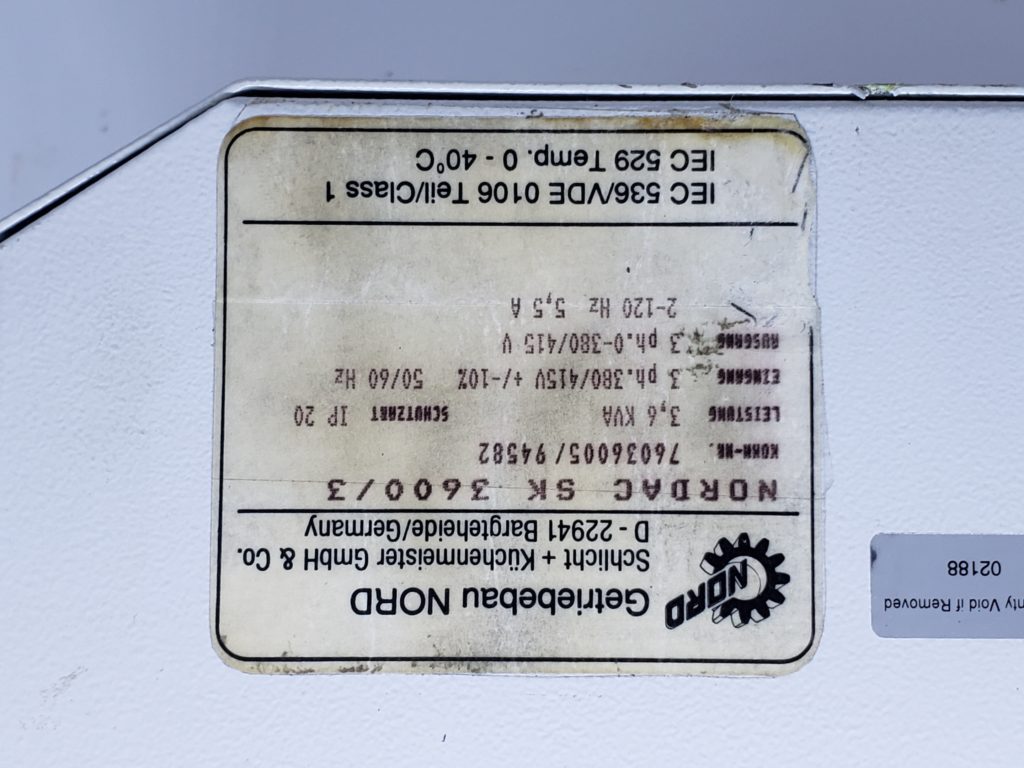 Getriebebau NORD
Schlicht + Küchenmeister GmbH & Co.
D - 22941 Bargteheide/Germany
NORD
NORDAC SK 3600/3
KOMM-NR. 76036005/94582
LEISTUNG 3,6 KVA SCHUTZART IP 20
EINGANG 3 ph.380/415V +/-10% 50/60 Hz
AUSGANG 3 ph.0-380/415 V
2-120 Hz 5,5 A
IEC 536/VDE 0106 Teil/Class 1
IEC 529 Temp. 0 - 40°C
nty Void if Removed
02188